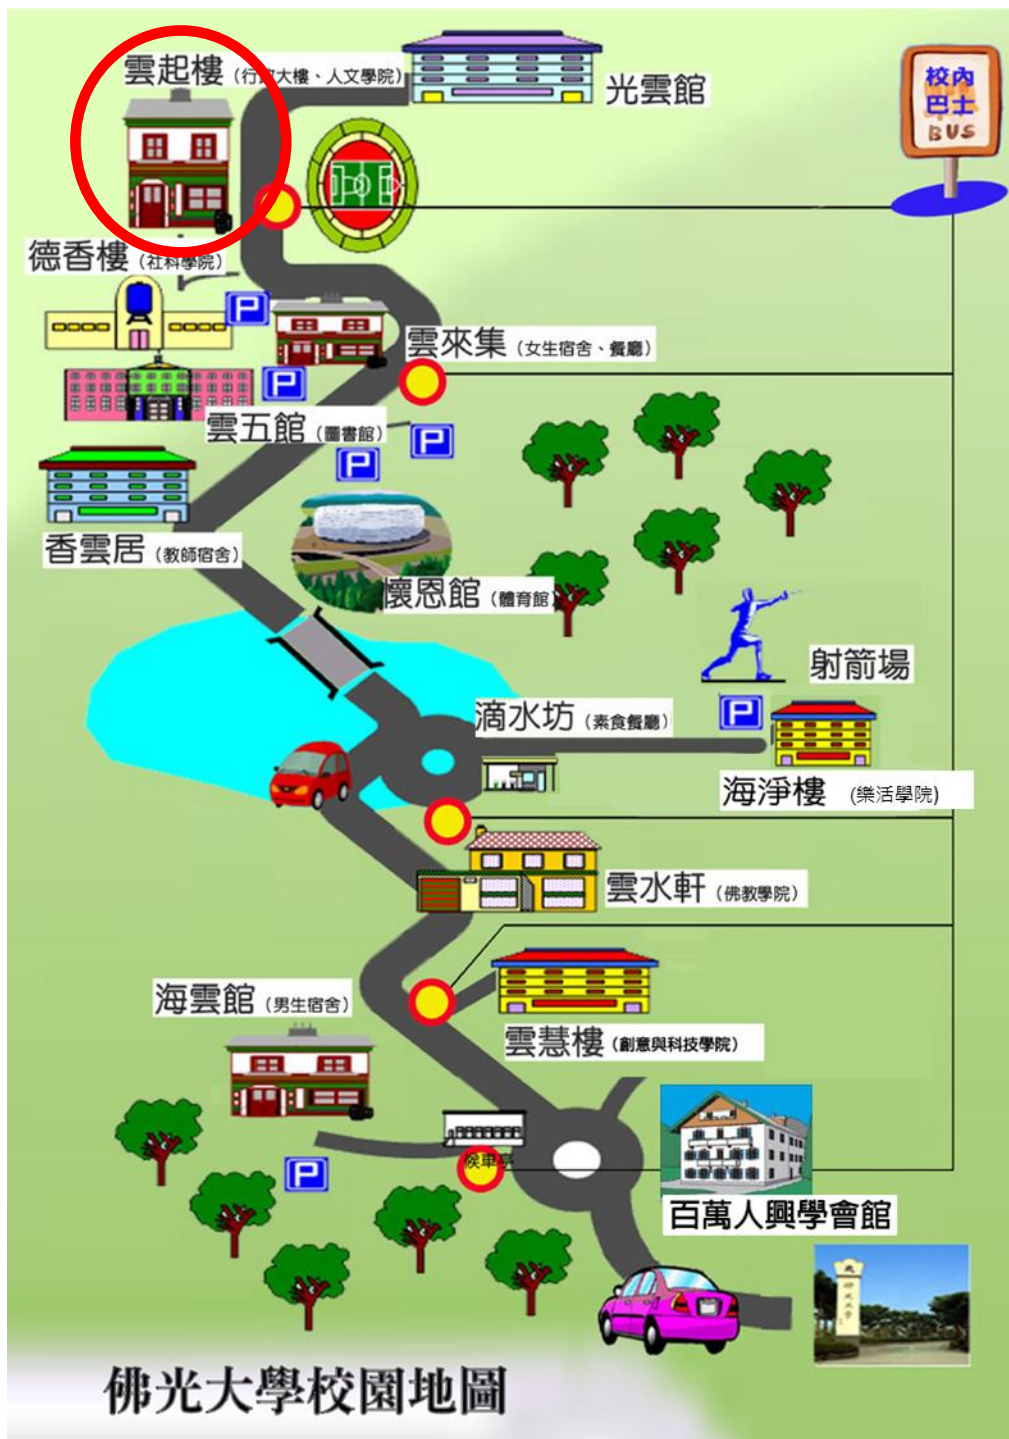 雲起樓（行政大樓、人文學院）
光雲館
校內
巴士
BUS
德香樓（社科學院）
P
雲來集（女生宿舍、餐廳）
P
雲五館（圖書館）
P
P
香雲居（教師宿舍）
懷恩館（體育館）
射箭場
滴水坊（素食餐廳）
P
海淨樓 (樂活學院)
雲水軒（佛教學院）
海雲館（男生宿舍）
雲慧樓（創意與科技學院）
候車亭
P
百萬人興學會館
佛光大學校園地圖